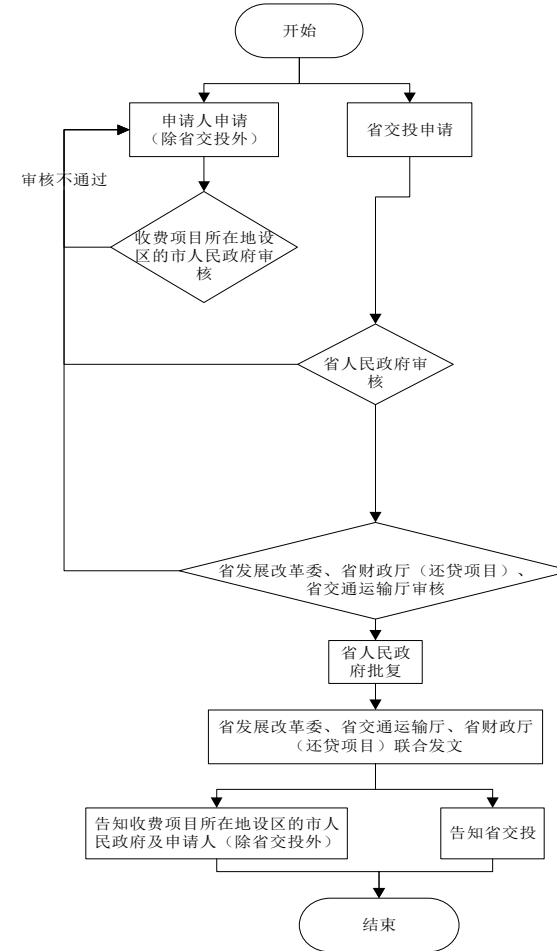 开始
申请人申请
（除省交投外）
省交投申请
审核不通过
收费项目所在地设
区的市人民政府审
核
省人民政府审
核
省发展改革委、省财政厅（还贷项目）、
省交通运输厅审核
省人民政
府批复
省发展改革委、省交通运输厅、省财政厅
（还贷项目）联合发文
告知收费项目所在地设区的市人
民政府及申请人（除省交投外）
告知省交投
结束